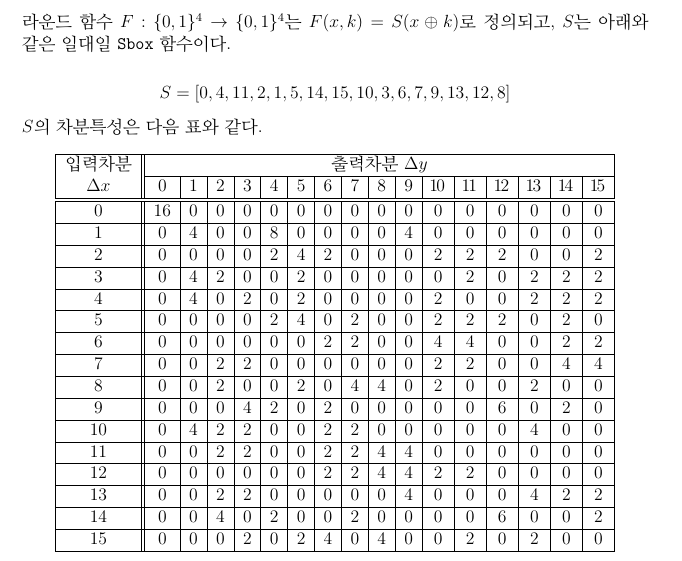 라운드 함수 F : {0, 1}⁴ → {0, 1}⁴는 F(x, k) = S(x ⊕ k)로 정의되고, S는 아래와
같은 일대일 Sbox 함수이다.
S = [0, 4, 11, 2, 1, 5, 14, 15, 10, 3, 6, 7, 9, 13, 12, 8]
S의 차분특성은 다음 표와 같다.
입력차분 출력차분 Δy
Δx 0 1 2 3 4 5 6 7 8 9 10 11 12 13 14 15
0 16 0 0 0 0 0 0 0 0 0 0 0 0 0 0 0
1 0 4 0 0 8 0 0 0 0 4 0 0 0 0 0 0
2 0 0 0 0 2 4 2 0 0 0 2 2 2 0 0 2
3 0 4 2 0 0 2 0 0 0 0 0 2 0 2 2 2
4 0 4 0 2 0 2 0 0 0 0 2 0 0 2 2 2
5 0 0 0 0 2 4 0 2 0 0 2 2 2 0 2 0
6 0 0 0 0 0 0 2 2 0 0 4 4 0 0 2 2
7 0 0 2 2 0 0 0 0 0 0 2 2 0 0 4 4
8 0 0 2 0 0 2 0 4 4 0 2 0 0 2 0 0
9 0 0 0 4 2 0 2 0 0 0 0 0 6 0 2 0
10 0 4 2 2 0 0 2 2 0 0 0 0 0 4 0 0
11 0 0 2 2 0 0 2 2 4 4 0 0 0 0 0 0
12 0 0 0 0 0 0 2 2 4 4 2 2 0 0 0 0
13 0 0 2 2 0 0 0 0 0 4 0 0 0 4 2 2
14 0 0 4 0 2 0 0 2 0 0 0 0 6 0 0 2
15 0 0 0 2 0 2 4 0 4 0 0 2 0 2 0 0